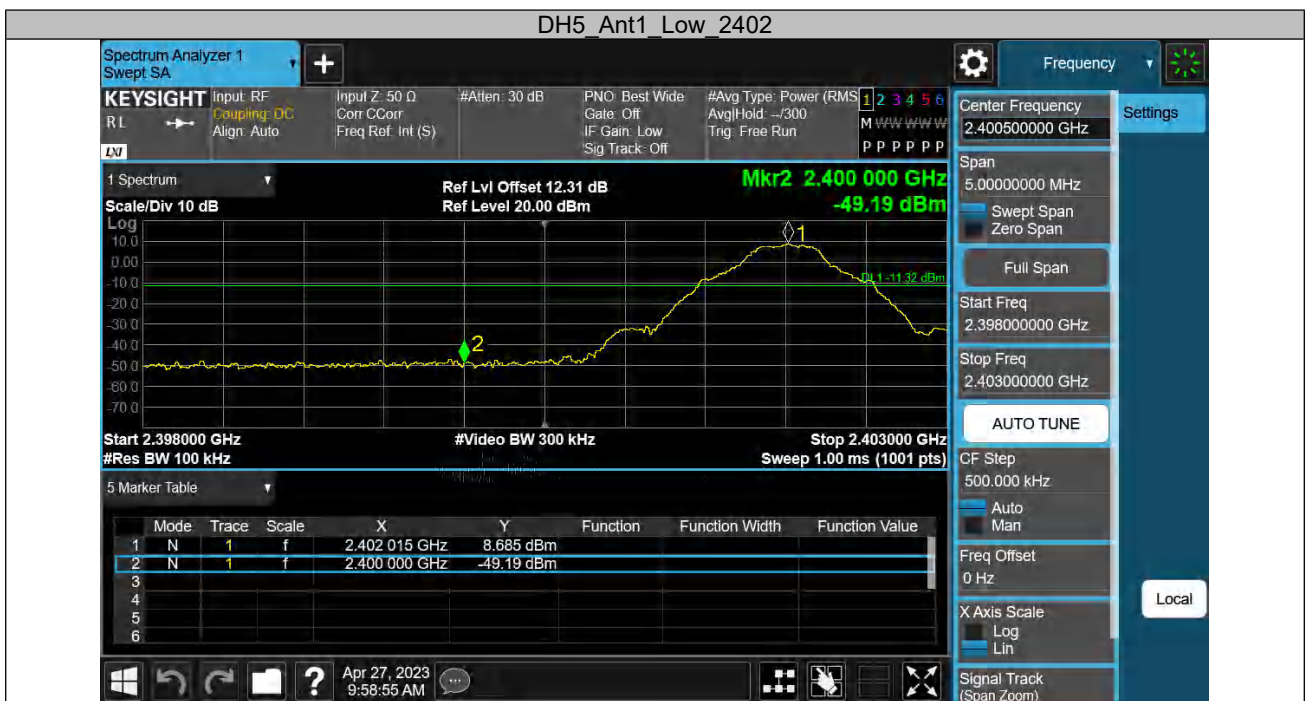 DH5_Ant1_Low_2402
Spectrum Analyzer 1
Swept SA
Frequency
KEYSIGHT
R L
LXI
Input: RF
Coupling: DC
Align: Auto
Input Z: 50 Ω
Corr CCorr
Freq Ref: Int (S)
#Atten: 30 dB
PNO: Best Wide
Gate: Off
IF Gain: Low
Sig Track: Off
#Avg Type: Power (RMS
Avg|Hold: --/300
Trig: Free Run
1 2 3 4 5 6
M W W W W W
P P P P P P
1 Spectrum
Scale/Div 10 dB
Ref Lvl Offset 12.31 dB
Ref Level 20.00 dBm
Mkr2 2.400 000 GHz
-49.19 dBm
Log
10.0
0.00
-10.0
-20.0
-30.0
-40.0
-50.0
-60.0
-70.0
1
DL1 -11.32 dBm
2
Start 2.398000 GHz
#Video BW 300 kHz
Stop 2.403000 GHz
#Res BW 100 kHz
Sweep 1.00 ms (1001 pts)
5 Marker Table
Mode Trace Scale X Y Function Function Width Function Value
1 N 1 f 2.402 015 GHz 8.685 dBm
2 N 1 f 2.400 000 GHz -49.19 dBm
3
4
5
6
?
Apr 27, 2023
9:58:55 AM
Center Frequency
2.400500000 GHz
Settings
Span
5.00000000 MHz
Swept Span
Zero Span
Full Span
Start Freq
2.398000000 GHz
Stop Freq
2.403000000 GHz
AUTO TUNE
CF Step
500.000 kHz
Auto
Man
Freq Offset
0 Hz
X Axis Scale
Log
Lin
Local
Signal Track
(Span Zoom)